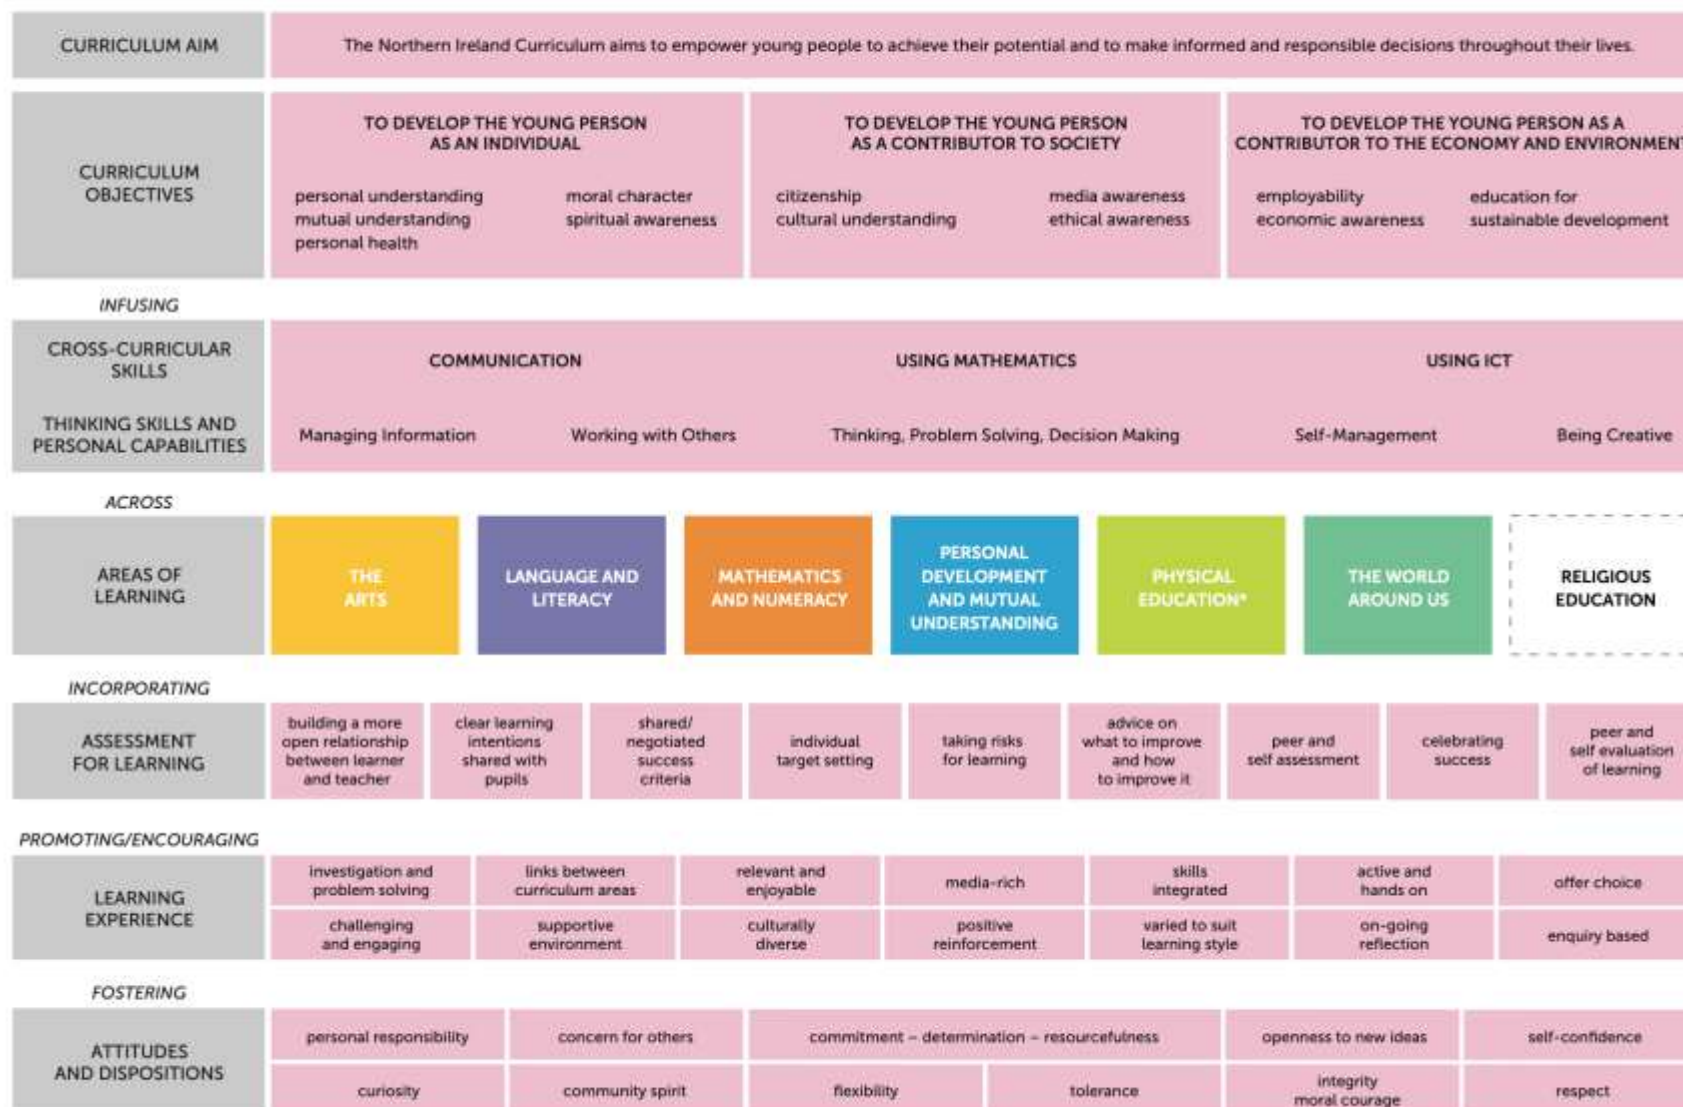 CURRICULUM AIM
The Northern Ireland Curriculum aims to empower young people to achieve their potential and to make informed and responsible decisions throughout their lives.
CURRICULUM
OBJECTIVES
TO DEVELOP THE YOUNG PERSON
AS AN INDIVIDUAL
personal understanding
mutual understanding
personal health
moral character
spiritual awareness
TO DEVELOP THE YOUNG PERSON
AS A CONTRIBUTOR TO SOCIETY
citizenship
cultural understanding
media awareness
ethical awareness
TO DEVELOP THE YOUNG PERSON AS A
CONTRIBUTOR TO THE ECONOMY AND ENVIRONMENT
employability
economic awareness
education for
sustainable development
INFUSING
CROSS-CURRICULAR
SKILLS
COMMUNICATION
USING MATHEMATICS
USING ICT
THINKING SKILLS AND
PERSONAL CAPABILITIES
Managing Information
Working with Others
Thinking, Problem Solving, Decision Making
Self-Management
Being Creative
ACROSS
AREAS OF
LEARNING
THE
ARTS
LANGUAGE AND
LITERACY
MATHEMATICS
AND NUMERACY
PERSONAL
DEVELOPMENT
AND MUTUAL
UNDERSTANDING
PHYSICAL
EDUCATION*
THE WORLD
AROUND US
RELIGIOUS
EDUCATION
INCORPORATING
ASSESSMENT
FOR LEARNING
building a more
open relationship
between learner
and teacher
clear learning
intentions
shared with
pupils
shared/
negotiated
success
criteria
individual
target setting
taking risks
for learning
advice on
what to improve
and how
to improve it
peer and
self assessment
celebrating
success
peer and
self evaluation
of learning
PROMOTING/ENCOURAGING
LEARNING
EXPERIENCE
investigation and
problem solving
links between
curriculum areas
relevant and
enjoyable
media-rich
skills
integrated
active and
hands on
offer choice
challenging
and engaging
supportive
environment
culturally
diverse
positive
reinforcement
varied to suit
learning style
on-going
reflection
enquiry based
FOSTERING
ATTITUDES
AND DISPOSITIONS
personal responsibility
concern for others
commitment – determination – resourcefulness
openness to new ideas
self-confidence
curiosity
community spirit
flexibility
tolerance
integrity
moral courage
respect